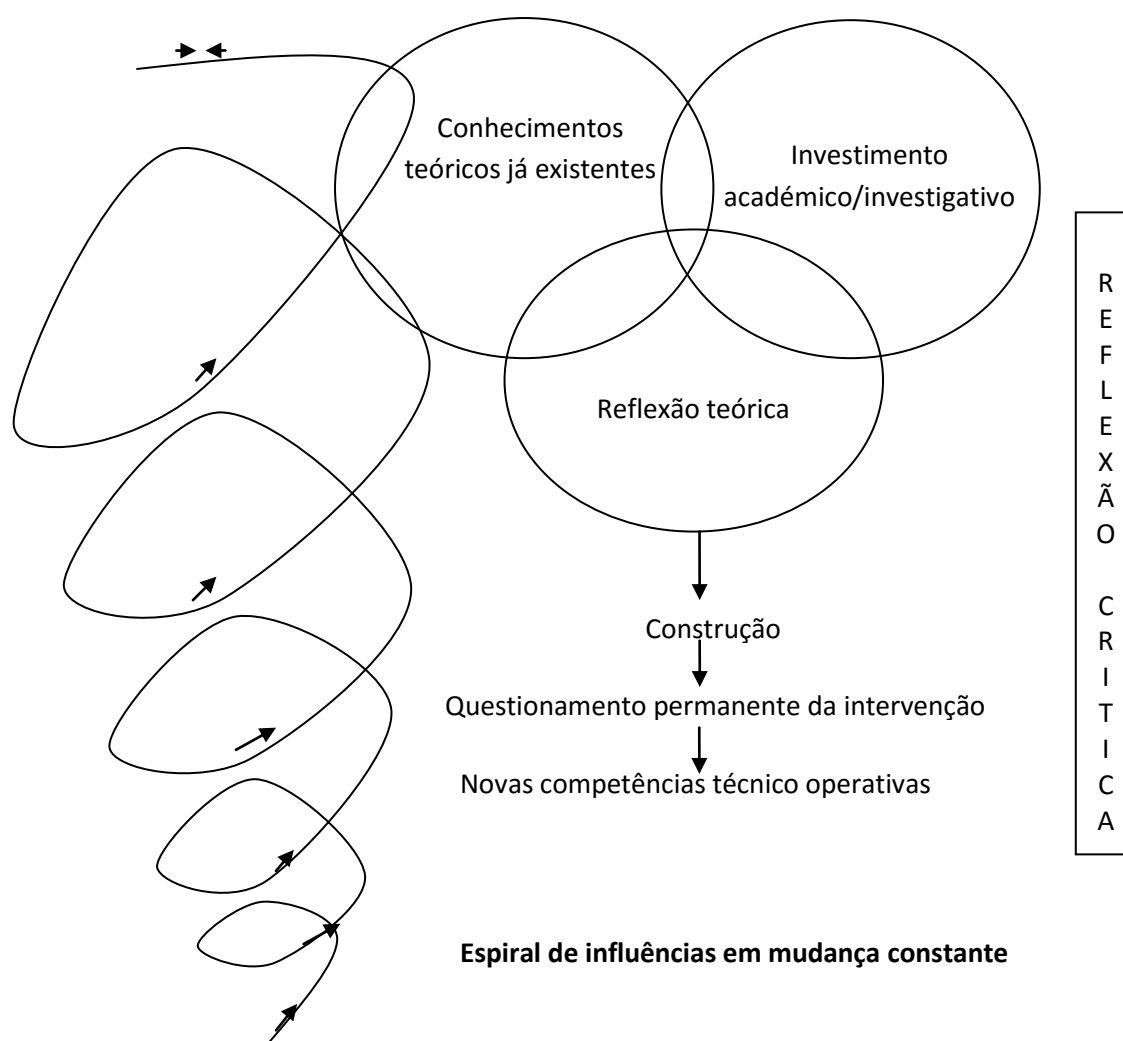 Conhecimentos
teóricos já existentes
Investimento
académico/investigativo
Reflexão teórica
Construção
Questionamento permanente da intervenção
Novas competências técnico operativas
Espiral de influências em mudança constante
R
E
F
L
E
X
Ã
O
C
R
I
T
I
C
A